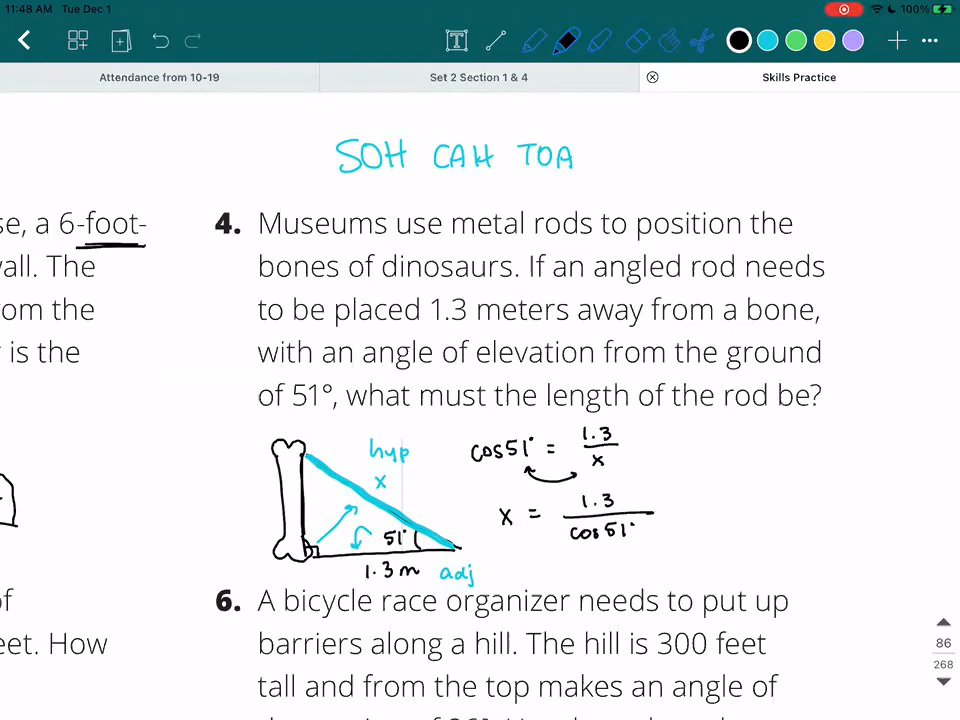 11:48 AM Tue Dec 1
100%
Attendance from 10-19
Set 2 Section 1 & 4
Skills Practice
SOH CAH TOA
se, a 6-foot-
vall. The
rom the
r is the
4. Museums use metal rods to position the
bones of dinosaurs. If an angled rod needs
to be placed 1.3 meters away from a bone,
with an angle of elevation from the ground
of 51°, what must the length of the rod be?
hyp
x
51°
1.3 m
adj
cos51° = 1.3
x
x = 1.3
cos 51°
of
eet. How
6. A bicycle race organizer needs to put up
barriers along a hill. The hill is 300 feet
tall and from the top makes an angle of
86
268